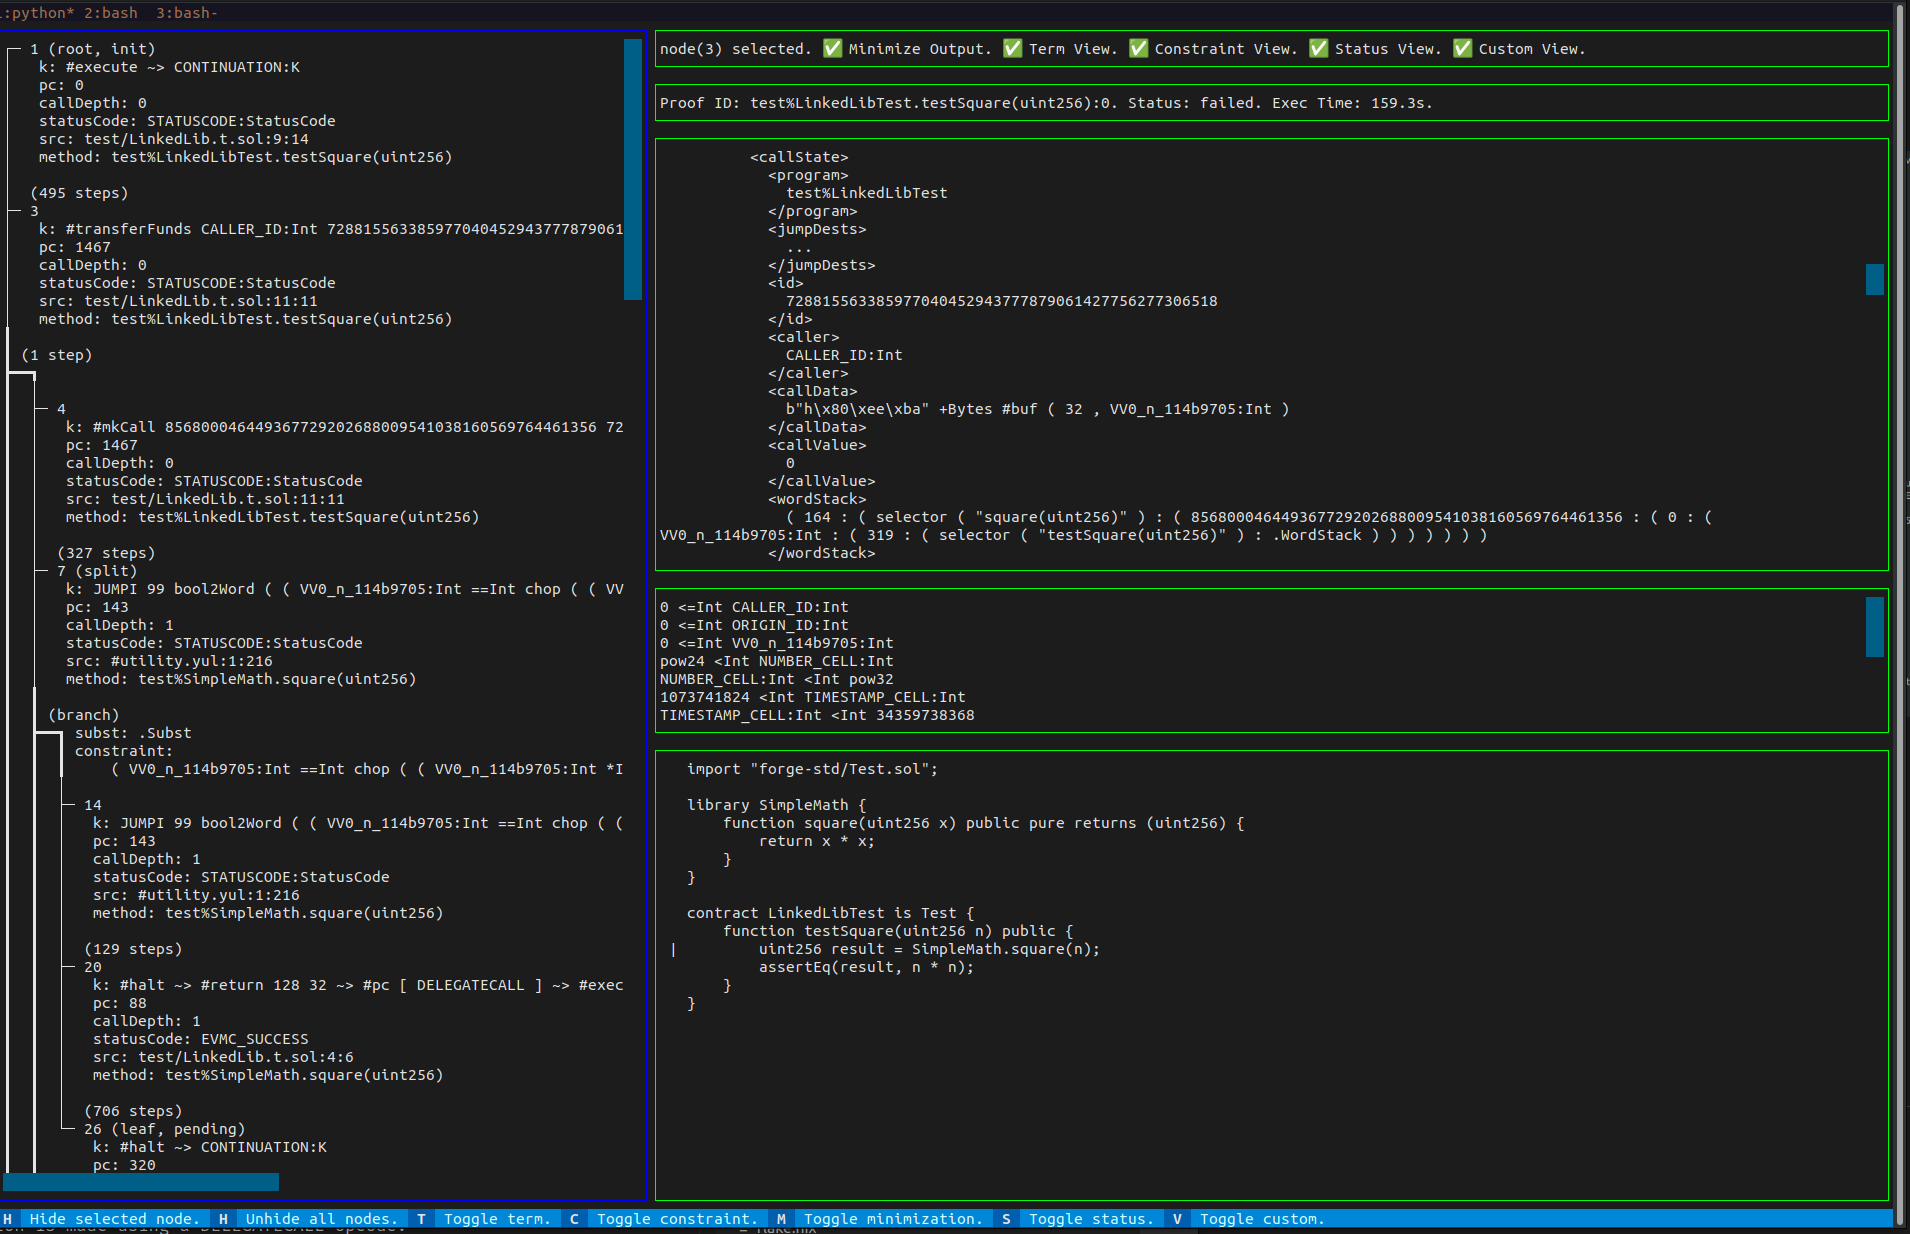 :python* 2:bash  3:bash-
1 (root, init)
k: #execute ~> CONTINUATION:K
pc: 0
callDepth: 0
statusCode: STATUSCODE:StatusCode
src: test/LinkedLib.t.sol:9:14
method: test%LinkedLibTest.testSquare(uint256)
(495 steps)
3
k: #transferFunds CALLER_ID:Int 728815563385977040452943777879061
pc: 1467
callDepth: 0
statusCode: STATUSCODE:StatusCode
src: test/LinkedLib.t.sol:11:11
method: test%LinkedLibTest.testSquare(uint256)
(1 step)
4
k: #mkCall 856800046449367729202688009541038160569764461356 72
pc: 1467
callDepth: 0
statusCode: STATUSCODE:StatusCode
src: test/LinkedLib.t.sol:11:11
method: test%LinkedLibTest.testSquare(uint256)
(327 steps)
7 (split)
k: JUMPI 99 bool2Word ( ( VV0_n_114b9705:Int ==Int chop ( ( VV
pc: 143
callDepth: 1
statusCode: STATUSCODE:StatusCode
src: #utility.yul:1:216
method: test%SimpleMath.square(uint256)
(branch)
subst: .Subst
constraint:
( VV0_n_114b9705:Int ==Int chop ( ( VV0_n_114b9705:Int *I
14
k: JUMPI 99 bool2Word ( ( VV0_n_114b9705:Int ==Int chop ( (
pc: 143
callDepth: 1
statusCode: STATUSCODE:StatusCode
src: #utility.yul:1:216
method: test%SimpleMath.square(uint256)
(129 steps)
20
k: #halt ~> #return 128 32 ~> #pc [ DELEGATECALL ] ~> #exec
pc: 88
callDepth: 1
statusCode: EVMC_SUCCESS
src: test/LinkedLib.t.sol:4:6
method: test%SimpleMath.square(uint256)
(706 steps)
26 (leaf, pending)
k: #halt ~> CONTINUATION:K
pc: 320
node(3) selected. ✅ Minimize Output. ✅ Term View. ✅ Constraint View. ✅ Status View. ✅ Custom View.
Proof ID: test%LinkedLibTest.testSquare(uint256):0. Status: failed. Exec Time: 159.3s.
<callState>
<program>
test%LinkedLibTest
</program>
<jumpDests>
...
</jumpDests>
<id>
728815563385977040452943777879061427756277306518
</id>
<caller>
CALLER_ID:Int
</caller>
<callData>
b"h\x80\xee\xba" +Bytes #buf ( 32 , VV0_n_114b9705:Int )
</callData>
<callValue>
0
</callValue>
<wordStack>
( 164 : ( selector ( "square(uint256)" ) : ( 856800046449367729202688009541038160569764461356 : ( 0 : (
VV0_n_114b9705:Int : ( 319 : ( selector ( "testSquare(uint256)" ) : .WordStack ) ) ) ) ) ) )
</wordStack>
0 <=Int CALLER_ID:Int
0 <=Int ORIGIN_ID:Int
0 <=Int VV0_n_114b9705:Int
pow24 <Int NUMBER_CELL:Int
NUMBER_CELL:Int <Int pow32
1073741824 <Int TIMESTAMP_CELL:Int
TIMESTAMP_CELL:Int <Int 34359738368
import "forge-std/Test.sol";
library SimpleMath {
function square(uint256 x) public pure returns (uint256) {
return x * x;
}
}
contract LinkedLibTest is Test {
function testSquare(uint256 n) public {
|         uint256 result = SimpleMath.square(n);
assertEq(result, n * n);
}
}
H  Hide selected node.  H  Unhide all nodes.  T  Toggle term.  C  Toggle constraint.  M  Toggle minimization.  S  Toggle status.  V  Toggle custom.